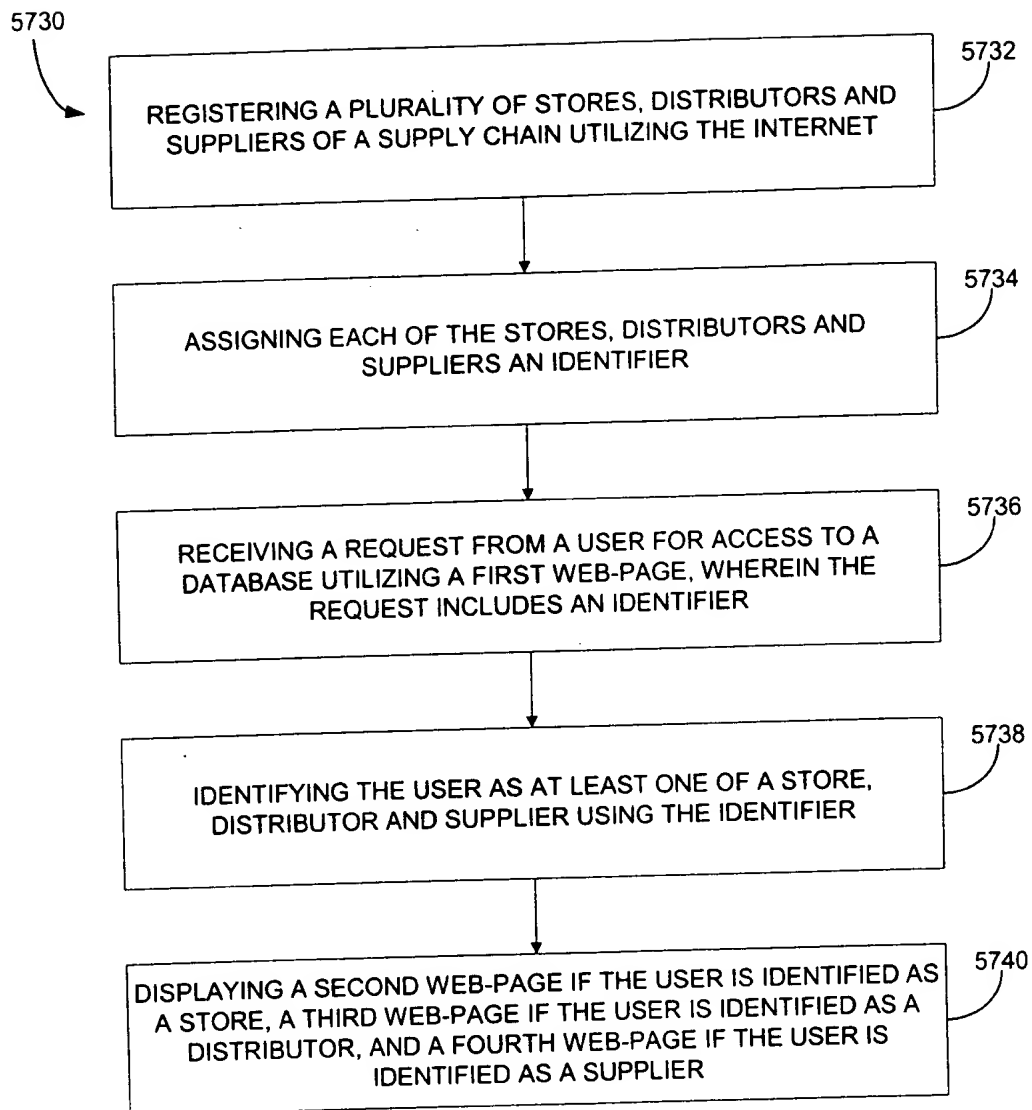 5730
5732
REGISTERING A PLURALITY OF STORES, DISTRIBUTORS AND
SUPPLIERS OF A SUPPLY CHAIN UTILIZING THE INTERNET
5734
ASSIGNING EACH OF THE STORES, DISTRIBUTORS AND
SUPPLIERS AN IDENTIFIER
5736
RECEIVING A REQUEST FROM A USER FOR ACCESS TO A
DATABASE UTILIZING A FIRST WEB-PAGE, WHEREIN THE
REQUEST INCLUDES AN IDENTIFIER
5738
IDENTIFYING THE USER AS AT LEAST ONE OF A STORE,
DISTRIBUTOR AND SUPPLIER USING THE IDENTIFIER
5740
DISPLAYING A SECOND WEB-PAGE IF THE USER IS IDENTIFIED AS
A STORE, A THIRD WEB-PAGE IF THE USER IS IDENTIFIED AS A
DISTRIBUTOR, AND A FOURTH WEB-PAGE IF THE USER IS
IDENTIFIED AS A SUPPLIER